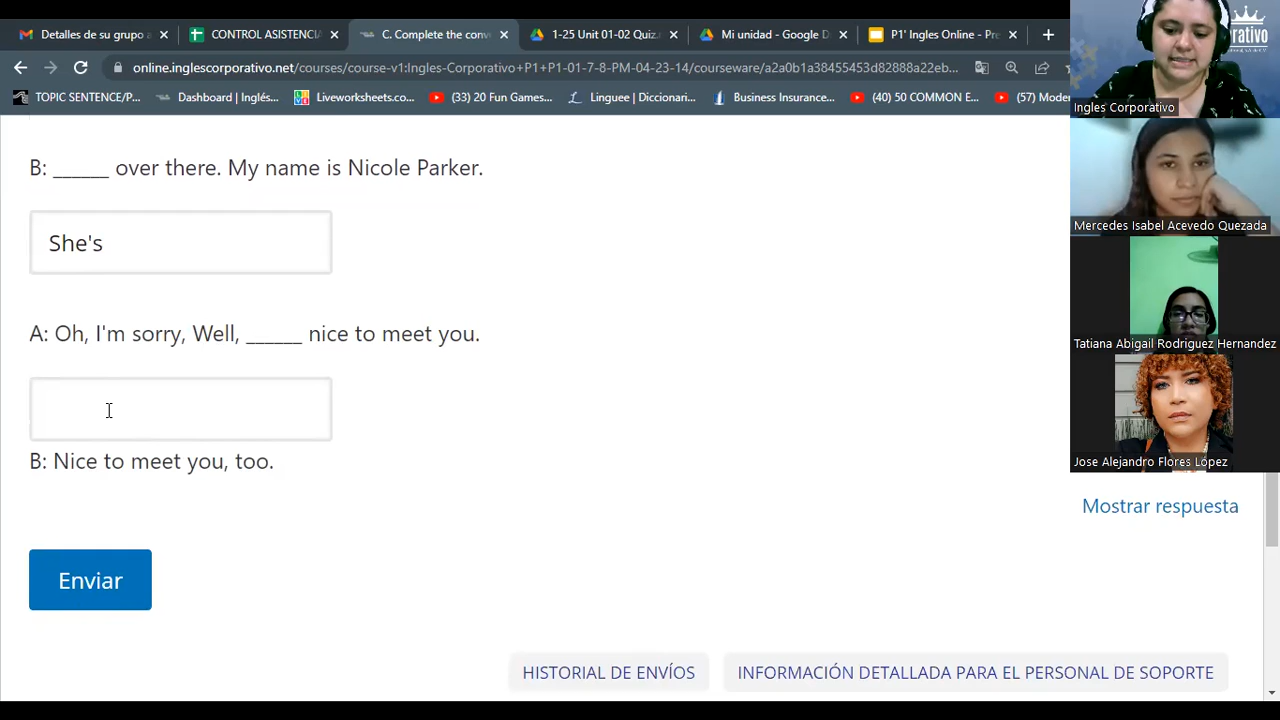 Detalles de su grupo a
CONTROL ASISTENCIA
C. Complete the conv
1-25 Unit 01-02 Quiz.
Mi unidad - Google D
P1' Ingles Online - Pre
online.inglescorporativo.net/courses/course-v1:Ingles-Corporativo+P1+P1-01-7-8-PM-04-23-14/courseware/a2a0b1a38455453d82888a22eb...
TOPIC SENTENCE/P...
Dashboard | Inglés...
Liveworksheets.co...
(33) 20 Fun Games...
Linguee | Diccionari...
Business Insurance...
(40) 50 COMMON E...
(57) Mode
Ingles Corporativo
B: ______ over there. My name is Nicole Parker.
Mercedes Isabel Acevedo Quezada
She's
A: Oh, I'm sorry, Well, ______ nice to meet you.
Tatiana Abigail Rodriguez Hernandez
B: Nice to meet you, too.
Jose Alejandro Flores López
Mostrar respuesta
Enviar
HISTORIAL DE ENVÍOS
INFORMACIÓN DETALLADA PARA EL PERSONAL DE SOPORTE